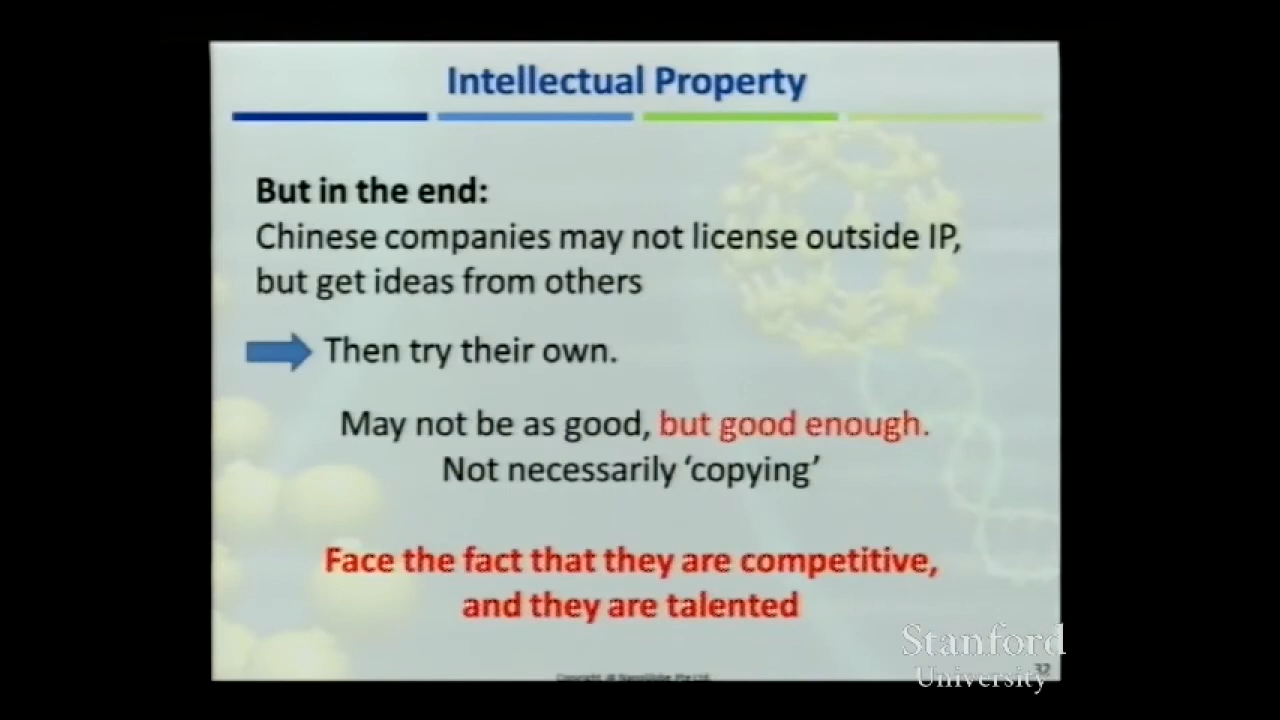 Intellectual Property
But in the end:
Chinese companies may not license outside IP,
but get ideas from others
Then try their own.
May not be as good, but good enough.
Not necessarily ‘copying’
Face the fact that they are competitive,
and they are talented
Stanford
University
32